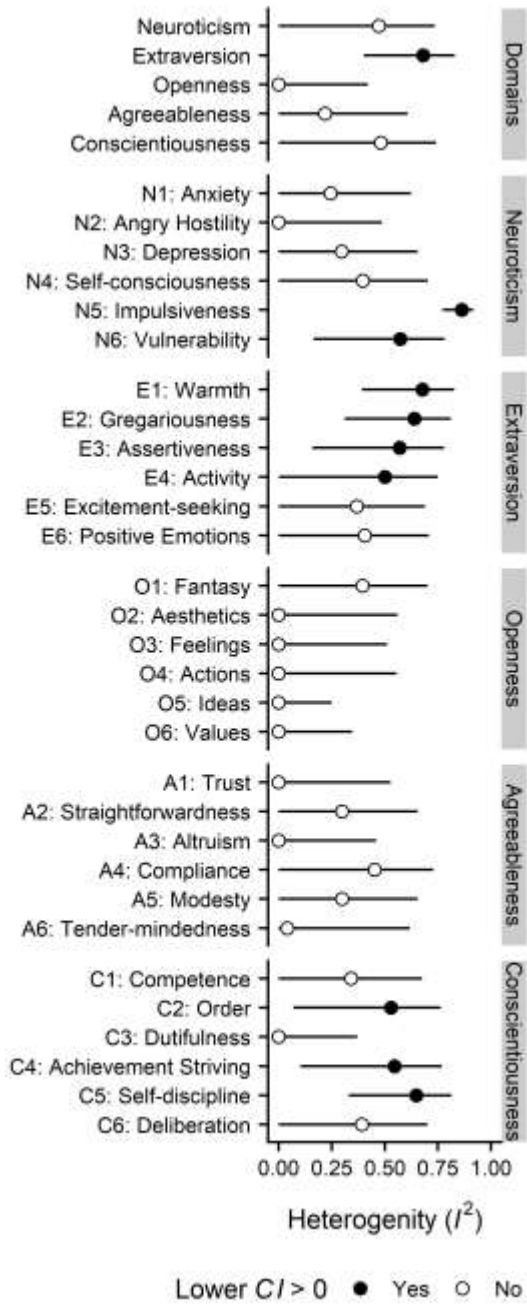 Neuroticism
Extraversion
Openness
Agreeableness
Conscientiousness
Domains
N1: Anxiety
N2: Angry Hostility
N3: Depression
N4: Self-consciousness
N5: Impulsiveness
N6: Vulnerability
Neuroticism
E1: Warmth
E2: Gregariousness
E3: Assertiveness
E4: Activity
E5: Excitement-seeking
E6: Positive Emotions
Extraversion
O1: Fantasy
O2: Aesthetics
O3: Feelings
O4: Actions
O5: Ideas
O6: Values
Openness
A1: Trust
A2: Straightforwardness
A3: Altruism
A4: Compliance
A5: Modesty
A6: Tender-mindedness
Agreeableness
C1: Competence
C2: Order
C3: Dutifulness
C4: Achievement Striving
C5: Self-discipline
C6: Deliberation
Conscientiousness
0.00 0.25 0.50 0.75 1.00
Heterogenity (I²)
Lower CI > 0 Yes No